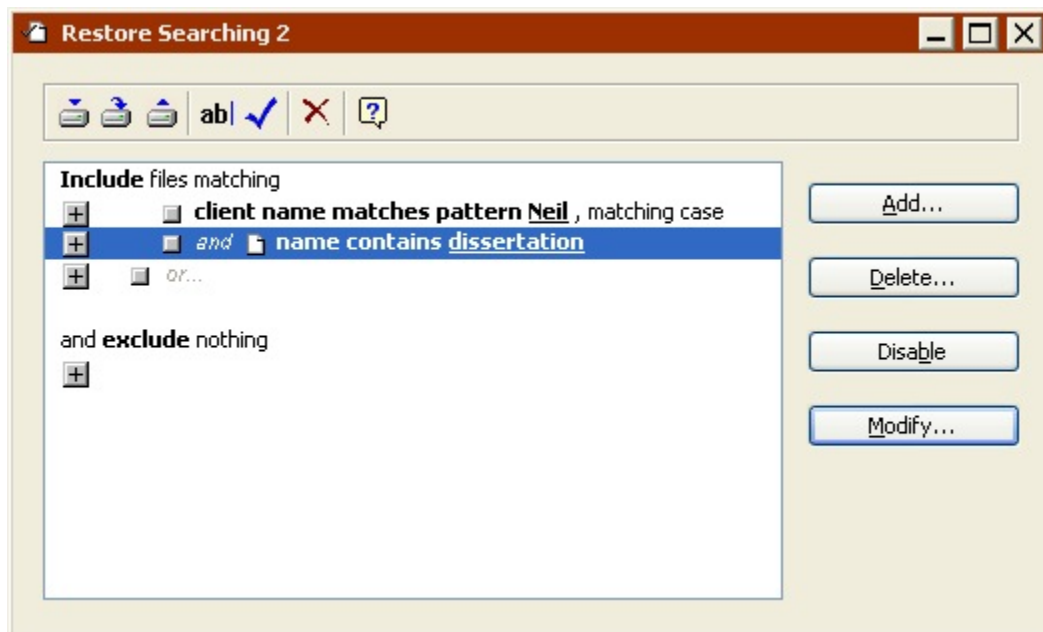 Restore Searching 2
ab|
Include files matching
client name matches pattern Neil , matching case
and name contains dissertation
or...
and exclude nothing
Add...
Delete...
Disable
Modify...